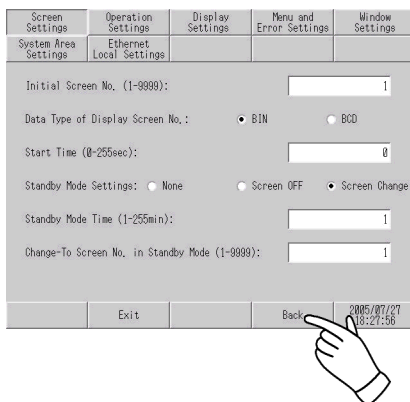 Screen Settings
Operation Settings
Display Settings
Menu and Error Settings
Window Settings
System Area Settings
Ethernet Local Settings
Initial Screen No. (1-9999): 1
Data Type of Display Screen No.: BIN BCD
Start Time (0-255sec): 0
Standby Mode Settings: None Screen OFF Screen Change
Standby Mode Time (1-255min): 1
Change-To Screen No. in Standby Mode (1-9999): 1
Exit
Back
2005/07/27
18:27:56